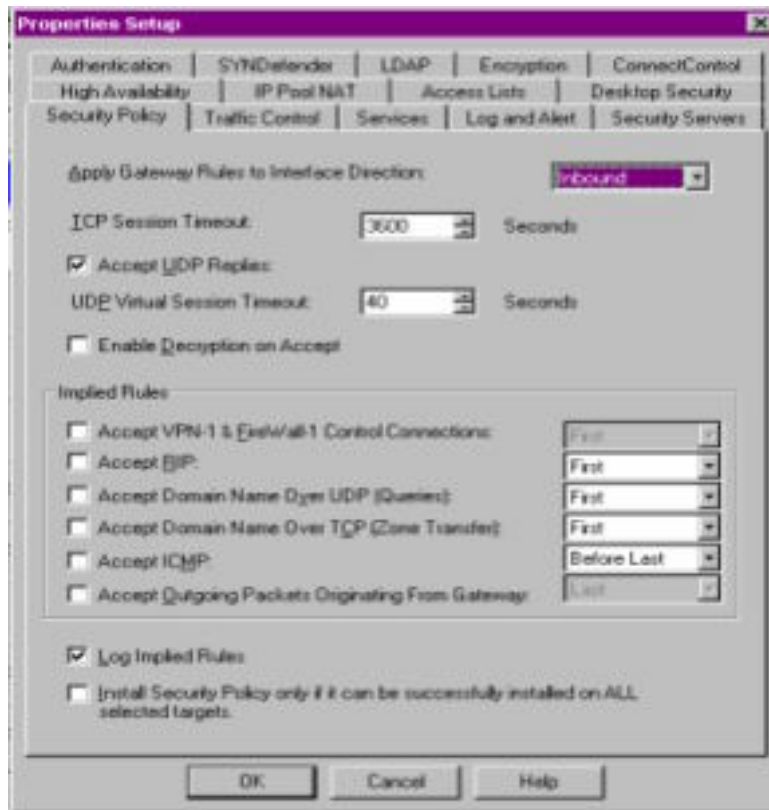 Properties Setup
Authentication SYNDefender LDAP Encryption ConnectControl
High Availability IP Pool NAT Access Lists Desktop Security
Security Policy Traffic Control Services Log and Alert Security Servers
Apply Gateway Rules to Interface Direction: Inbound
TCP Session Timeout: 3600 Seconds
Accept UDP Replies:
UDP Virtual Session Timeout: 40 Seconds
Enable Decryption on Accept
Implied Rules
Accept VPN-1 & FireWall-1 Control Connections: First
Accept RIP: First
Accept Domain Name Over UDP (Queries): First
Accept Domain Name Over TCP (Zone Transfer): First
Accept ICMP: Before Last
Accept Outgoing Packets Originating From Gateway: Last
Log Implied Rules
Install Security Policy only if it can be successfully installed on ALL
selected targets.
OK Cancel Help